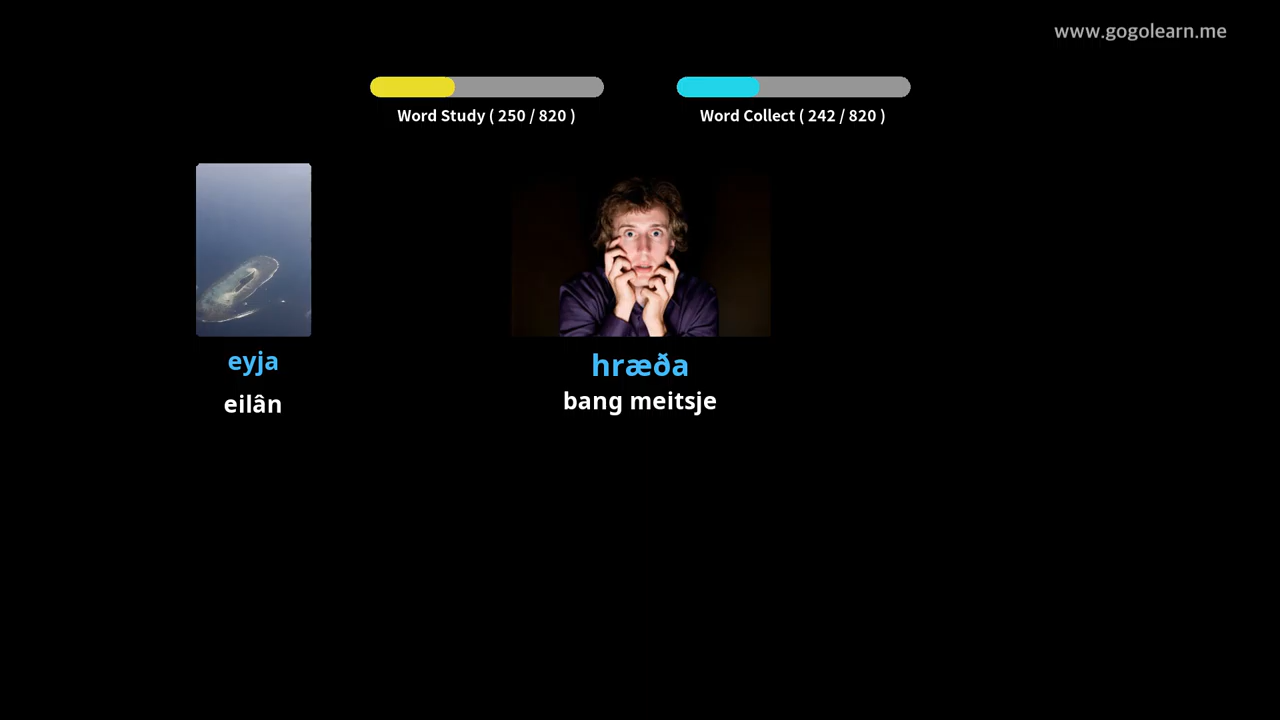 www.gogolearn.me
Word Study ( 250 / 820 )
Word Collect ( 242 / 820 )
eyja
eilân
hræða
bang meitsje